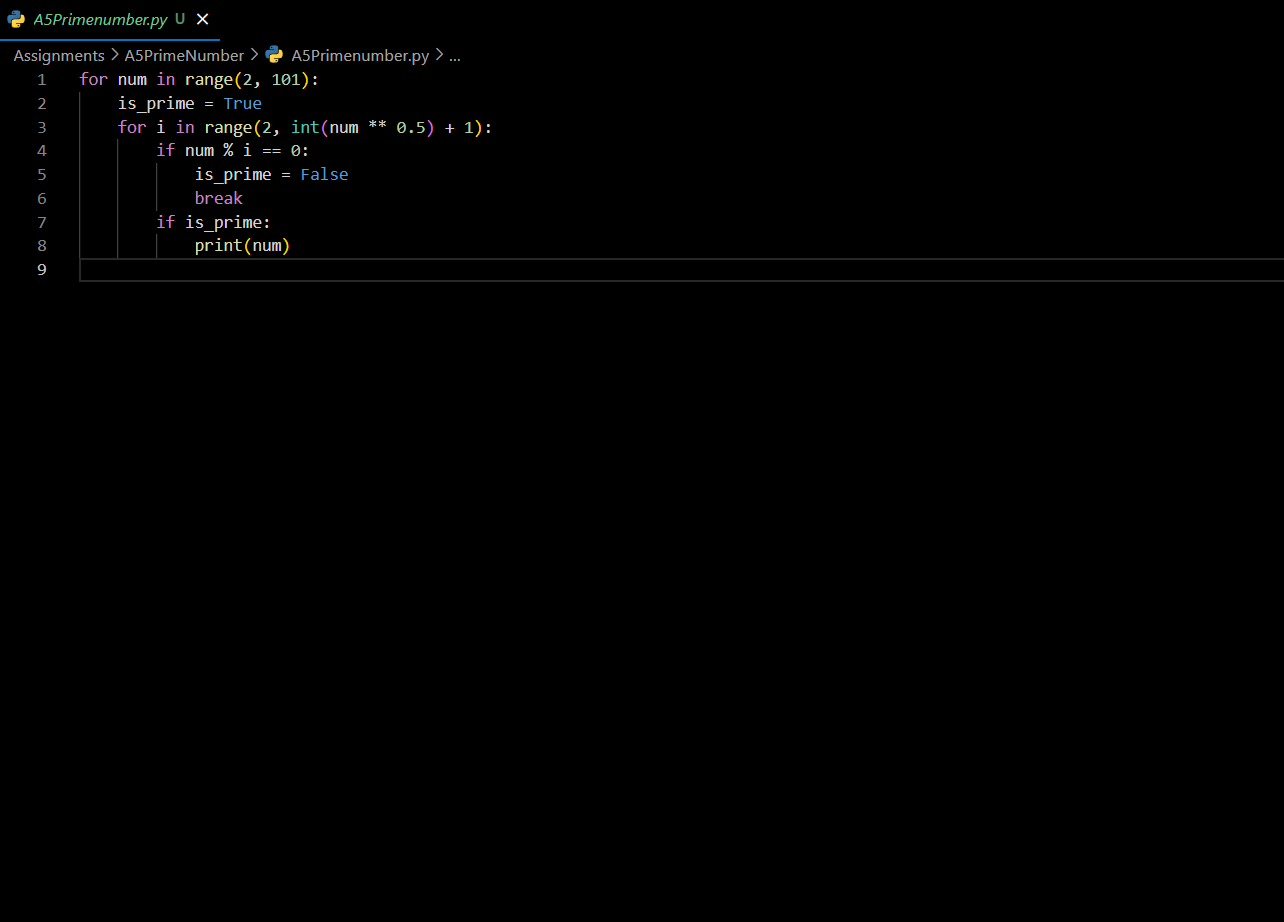 A5Primenumber.py U ×
Assignments > A5PrimeNumber > A5Primenumber.py > ...
1 for num in range(2, 101):
2     is_prime = True
3     for i in range(2, int(num ** 0.5) + 1):
4         if num % i == 0:
5             is_prime = False
6             break
7         if is_prime:
8             print(num)
9